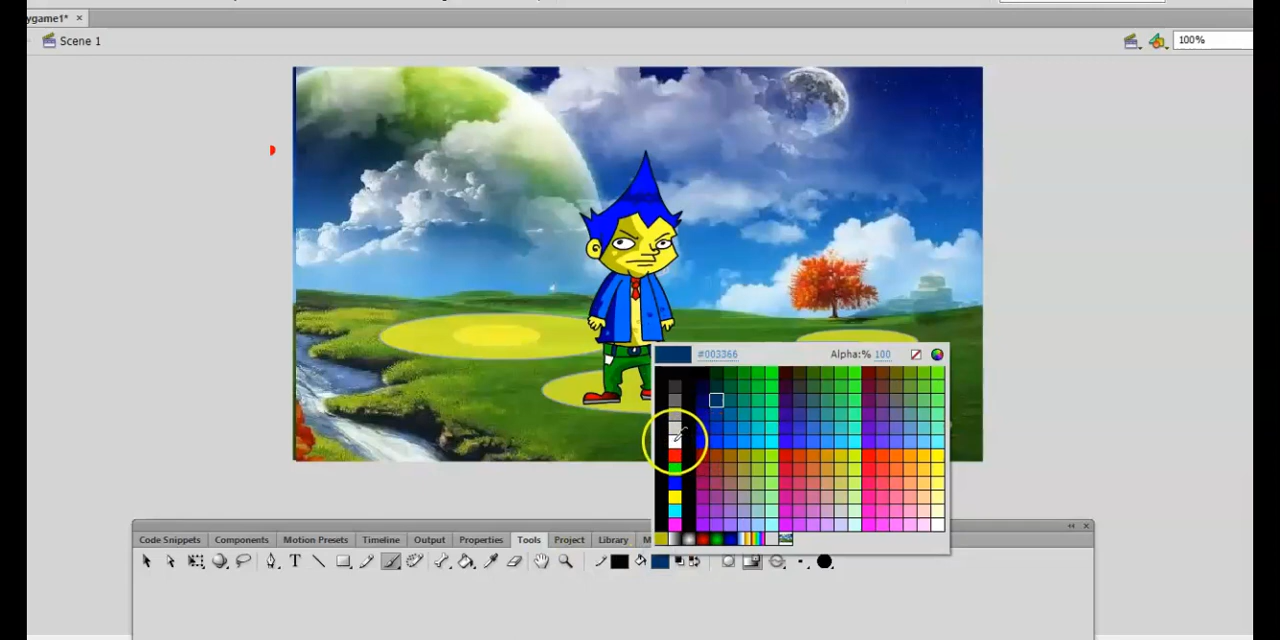 ygame1* ×
Scene 1
100%
#003366 Alpha:% 100
Code Snippets Components Motion Presets Timeline Output Properties Tools Project Library M
T